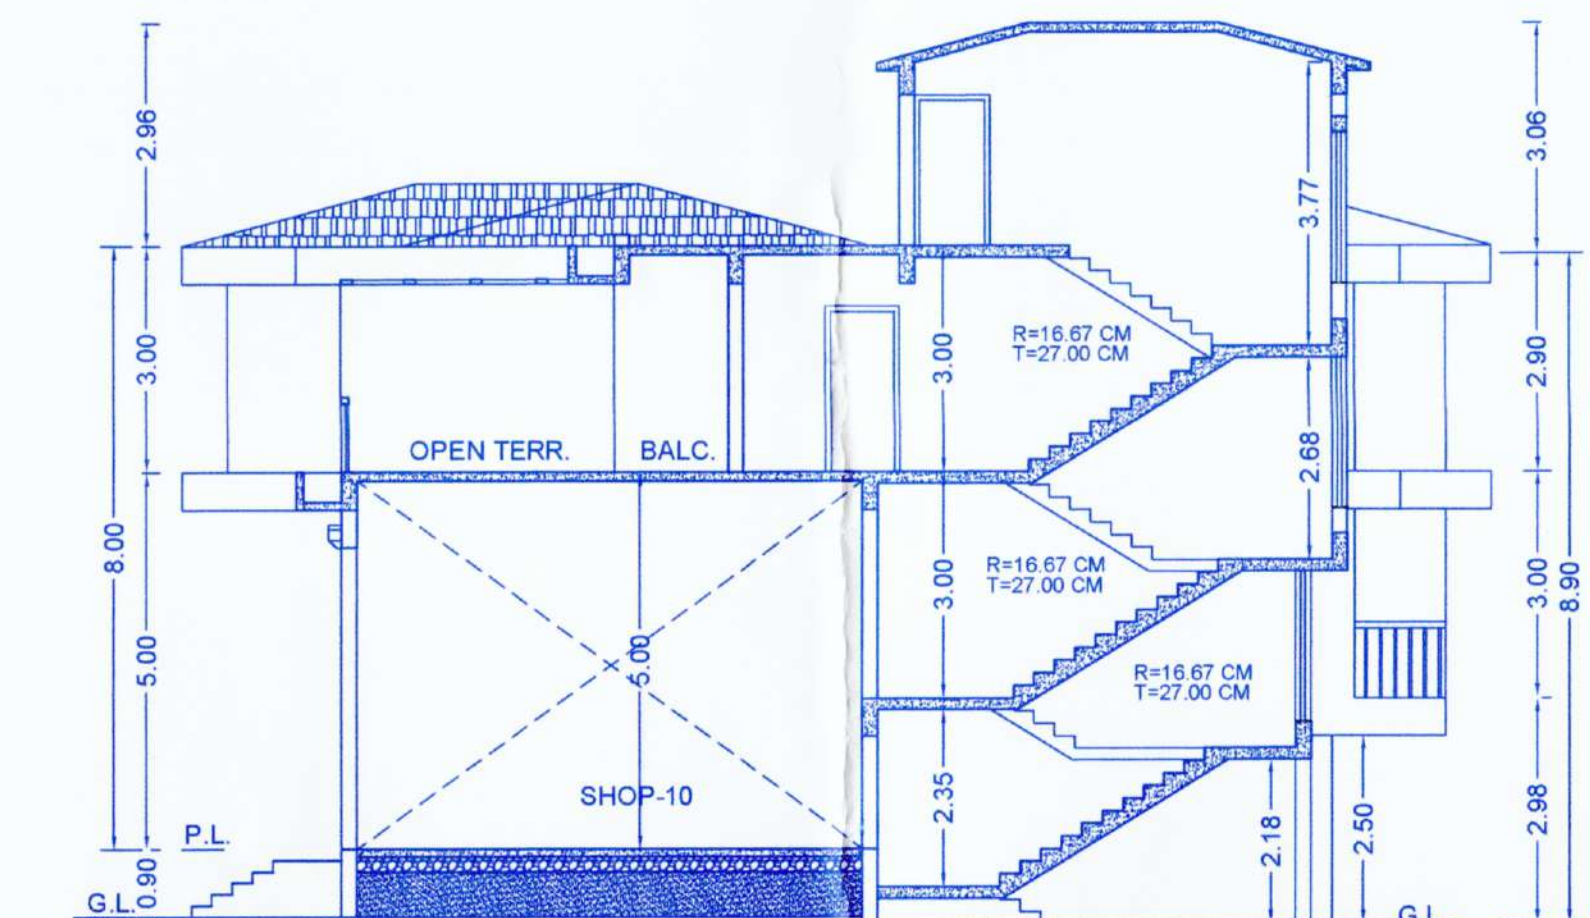 2.96
3.06
3.77
3.00
3.00
R=16.67 CM
T=27.00 CM
2.90
OPEN TERR.
BALC.
2.68
8.00
3.00
R=16.67 CM
T=27.00 CM
3.00
8.90
5.00
5.00
R=16.67 CM
T=27.00 CM
SHOP-10
2.35
2.18
2.50
2.98
P.L.
0.90
G.L.